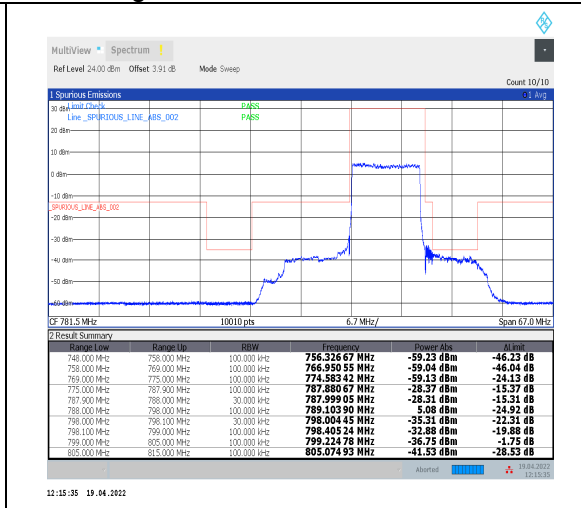 MultiView Spectrum
Ref Level 24.00 dBm Offset 3.91 dB Mode Sweep
Count 10/10
1 Spurious Emissions 1 Avg
30 dBm Limit Check PASS
Line _SPURIOUS_LINE_ABS_002 PASS
20 dBm
10 dBm
0 dBm
-10 dBm
_SPURIOUS_LINE_ABS_002
-20 dBm
-30 dBm
-40 dBm
-50 dBm
-60 dBm
CF 781.5 MHz 10010 pts 6.7 MHz/ Span 67.0 MHz
2 Result Summary
Range Low Range Up RBW Frequency Power Abs ΔLimit
748.000 MHz 758.000 MHz 100.000 kHz 756.326 67 MHz -59.23 dBm -46.23 dB
758.000 MHz 769.000 MHz 100.000 kHz 766.950 55 MHz -59.04 dBm -46.04 dB
769.000 MHz 775.000 MHz 100.000 kHz 774.583 42 MHz -59.13 dBm -24.13 dB
775.000 MHz 787.900 MHz 100.000 kHz 787.880 67 MHz -28.37 dBm -15.37 dB
787.900 MHz 788.000 MHz 30.000 kHz 787.999 05 MHz -28.31 dBm -15.31 dB
788.000 MHz 798.000 MHz 100.000 kHz 789.103 90 MHz 5.08 dBm -24.92 dB
798.000 MHz 798.100 MHz 30.000 kHz 798.004 45 MHz -35.31 dBm -22.31 dB
798.100 MHz 799.000 MHz 100.000 kHz 798.405 24 MHz -32.88 dBm -19.88 dB
799.000 MHz 805.000 MHz 100.000 kHz 799.224 78 MHz -36.75 dBm -1.75 dB
805.000 MHz 815.000 MHz 100.000 kHz 805.074 93 MHz -41.53 dBm -28.53 dB
Aborted 19.04.2022
12:15:35
12:15:35 19.04.2022